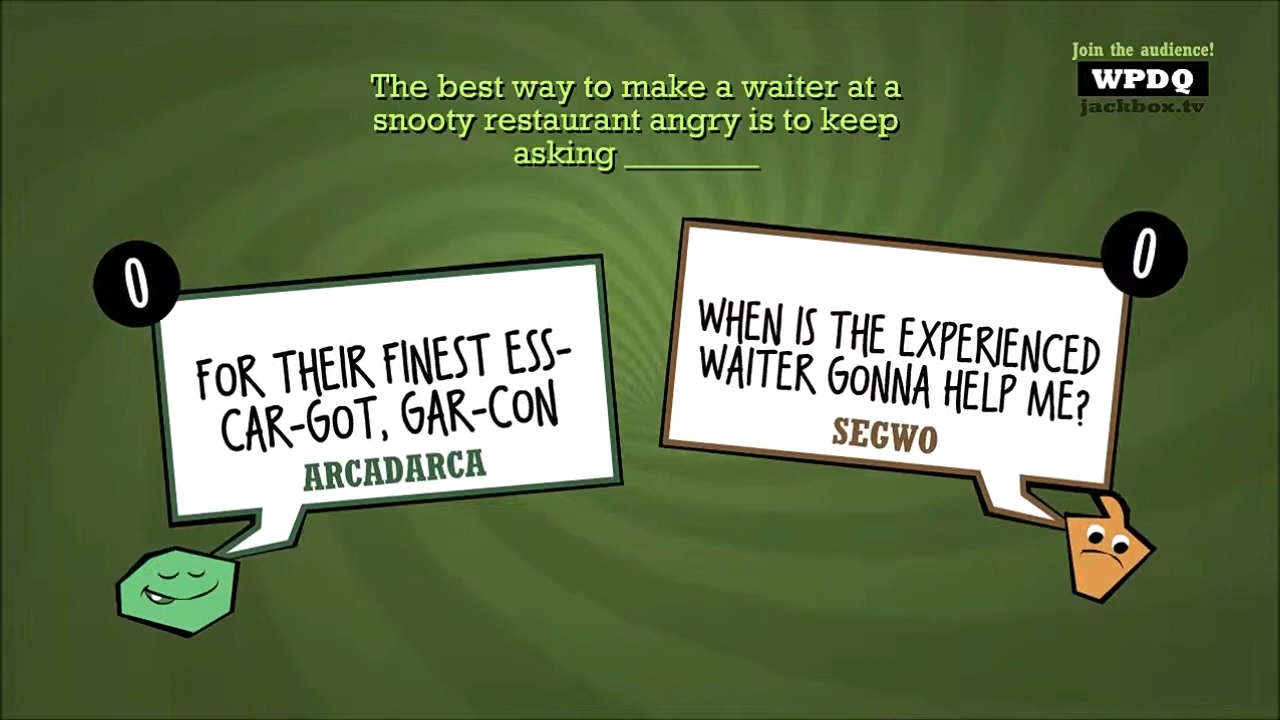 Join the audience!
WPDQ
jackbox.tv
The best way to make a waiter at a
snooty restaurant angry is to keep
asking _________
0
FOR THEIR FINEST ESS-
CAR-GOT, GAR-CON
ARCADARCA
0
WHEN IS THE EXPERIENCED
WAITER GONNA HELP ME?
SEGWO